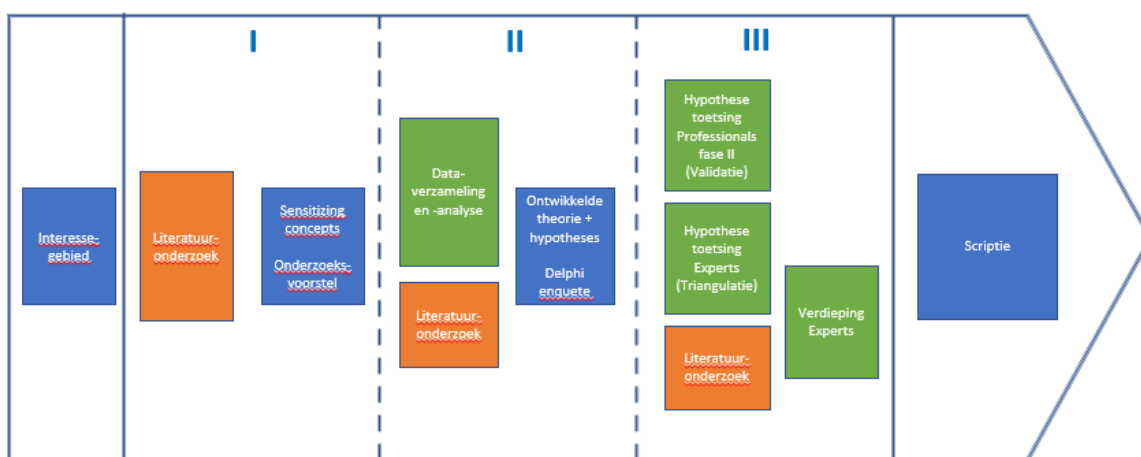 I
II
III
Interesse-
gebied
Literatuur-
onderzoek
Sensitizing
concepts
Onderzoeks-
voorstel
Data-
verzameling
en -analyse
Literatuur-
onderzoek
Ontwikkelde
theorie +
hypotheses
Delphi
enquete
Hypothese
toetsing
Professionals
fase II
(Validatie)
Hypothese
toetsing
Experts
(Triangulatie)
Literatuur-
onderzoek
Verdieping
Experts
Scriptie